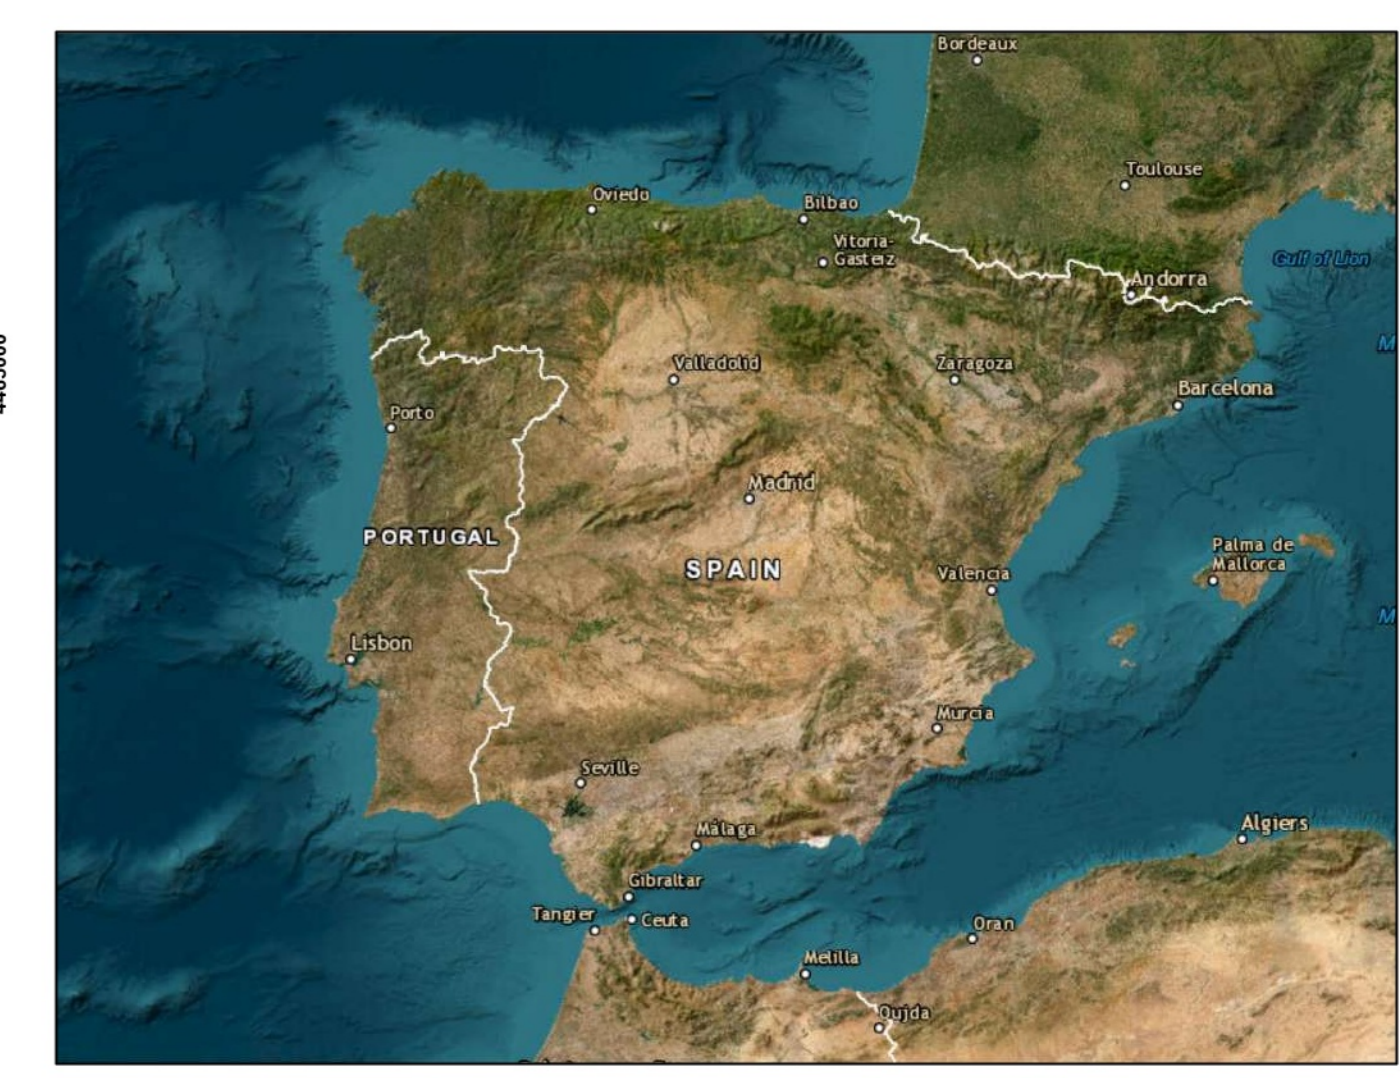 Bordeaux
Toulouse
Oviedo
Bilbao
Vitoria-
Gasteiz
Gulf of Lion
Andorra
M
Valladolid
Zaragoza
Barcelona
Porto
Madrid
PORTUGAL
SPAIN
Palma de
Mallorca
Valencia
M
Lisbon
Murcia
Seville
Málaga
Algiers
Gibraltar
Tangier
Ceuta
Oran
Melilla
Oujda